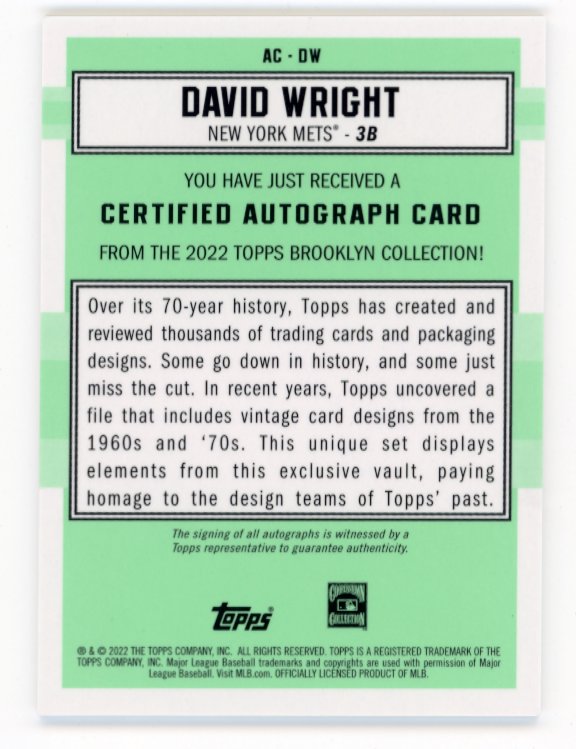 AC - DW
DAVID WRIGHT
NEW YORK METS® - 3B
YOU HAVE JUST RECEIVED A
CERTIFIED AUTOGRAPH CARD
FROM THE 2022 TOPPS BROOKLYN COLLECTION!
Over its 70-year history, Topps has created and
reviewed thousands of trading cards and packaging
designs. Some go down in history, and some just
miss the cut. In recent years, Topps uncovered a
file that includes vintage card designs from the
1960s and ‘70s. This unique set displays
elements from this exclusive vault, paying
homage to the design teams of Topps’ past.
The signing of all autographs is witnessed by a
Topps representative to guarantee authenticity.
Topps®
COOPERSTOWN
COLLECTION
® & © 2022 THE TOPPS COMPANY, INC. ALL RIGHTS RESERVED. TOPPS IS A REGISTERED TRADEMARK OF THE
TOPPS COMPANY, INC. Major League Baseball trademarks and copyrights are used with permission of Major
League Baseball. Visit MLB.com. OFFICIALLY LICENSED PRODUCT OF MLB.